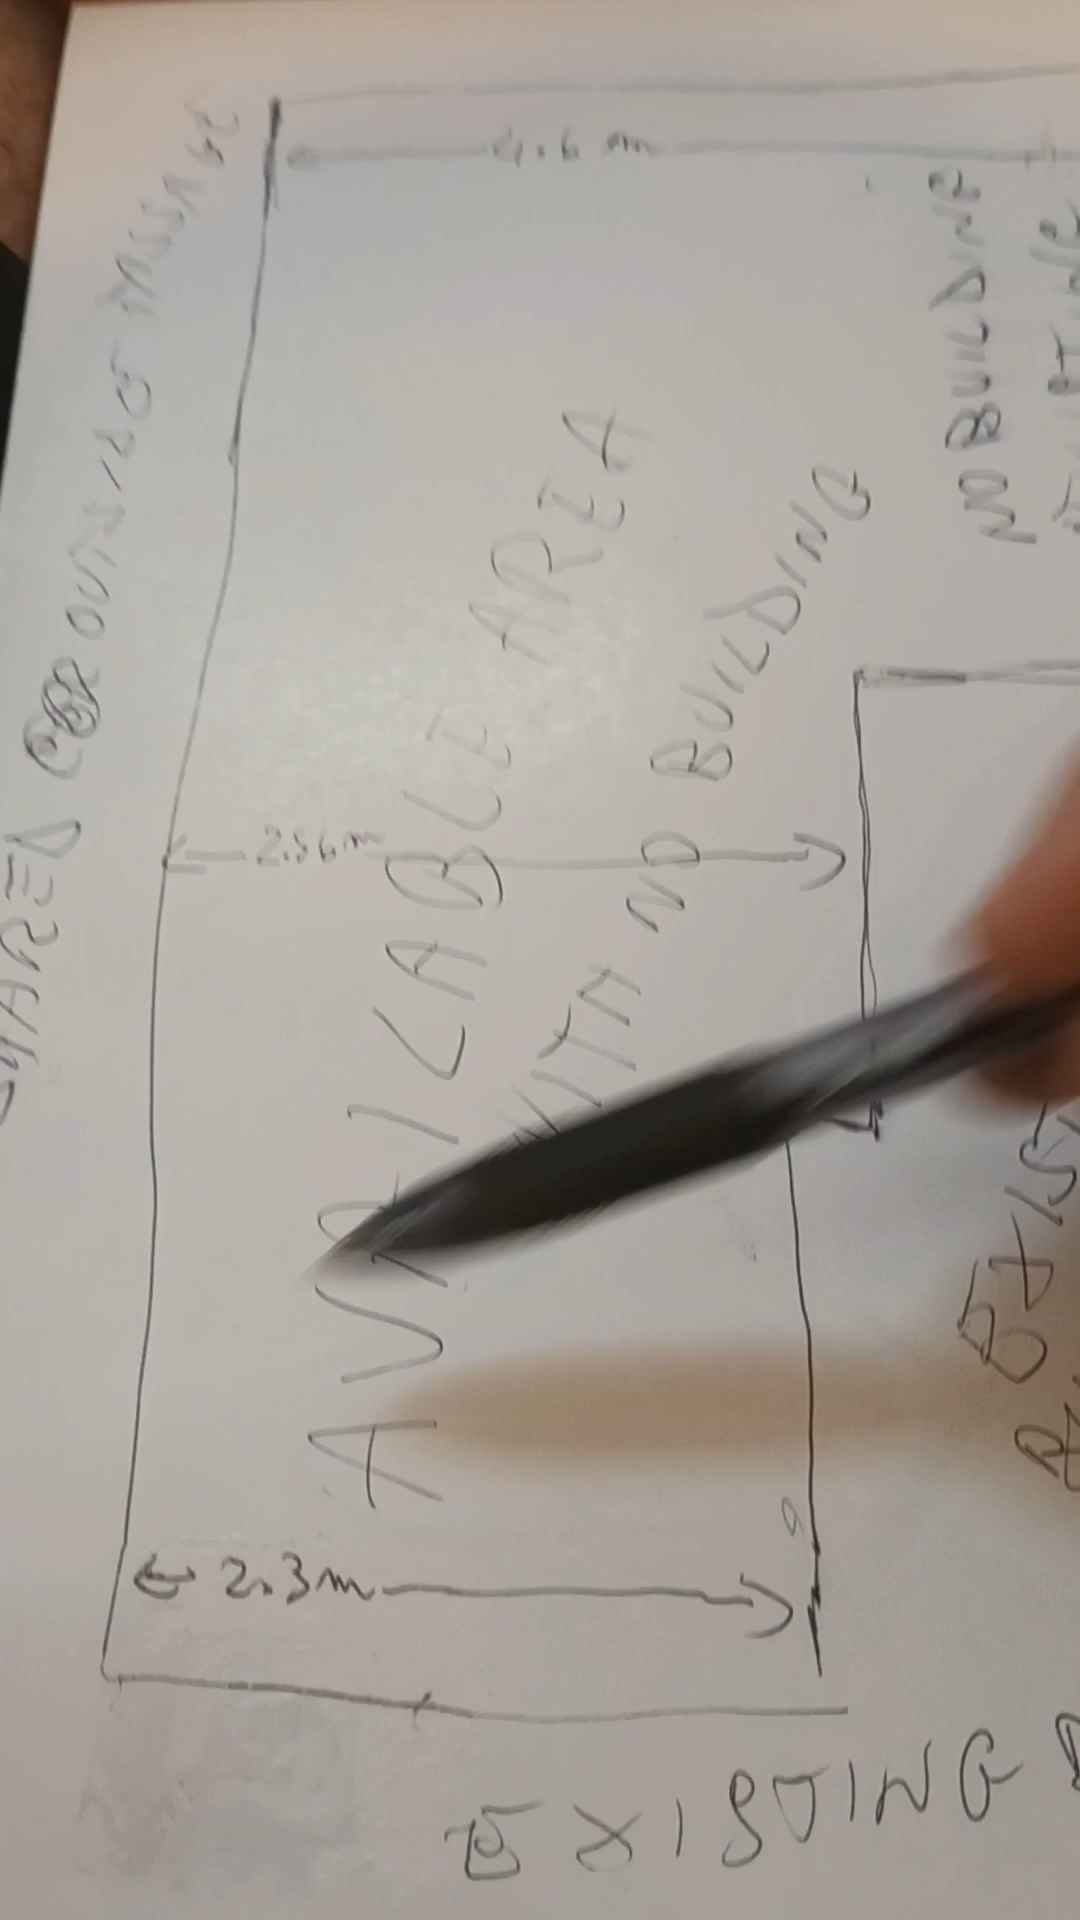 SHARED OUTSIDE PASSAGE
4.6 m
NO BUILDING
AVAILABLE AREA
WITH NO BUILDING
2.56m
2.3m
EXISTING